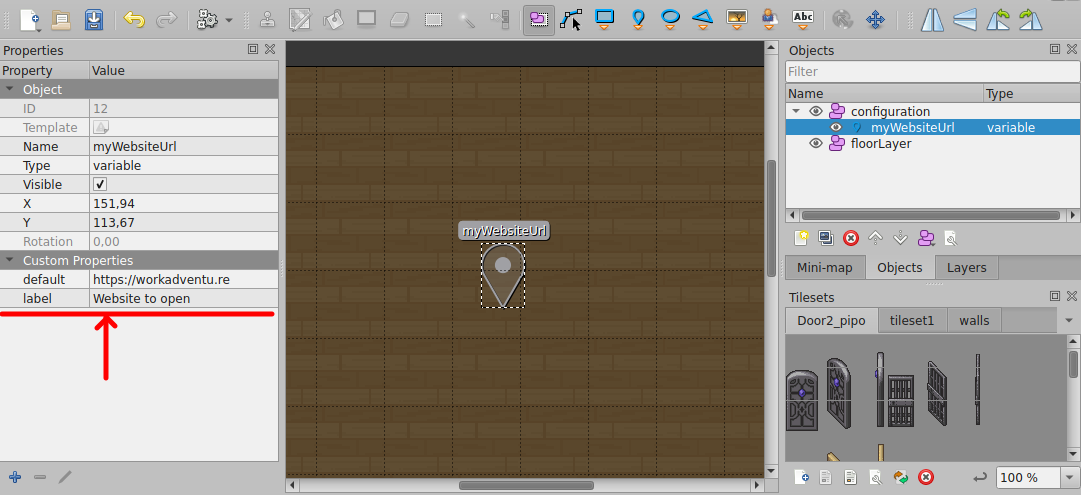 Abc
Properties
Property Value
Object
ID 12
Template
Name myWebsiteUrl
Type variable
Visible
X 151,94
Y 113,67
Rotation 0,00
Custom Properties
default https://workadventu.re
label Website to open
myWebsiteUrl
Objects
Filter
Name Type
configuration
myWebsiteUrl variable
floorLayer
Mini-map Objects Layers
Tilesets
Door2_pipo tileset1 walls
100 %